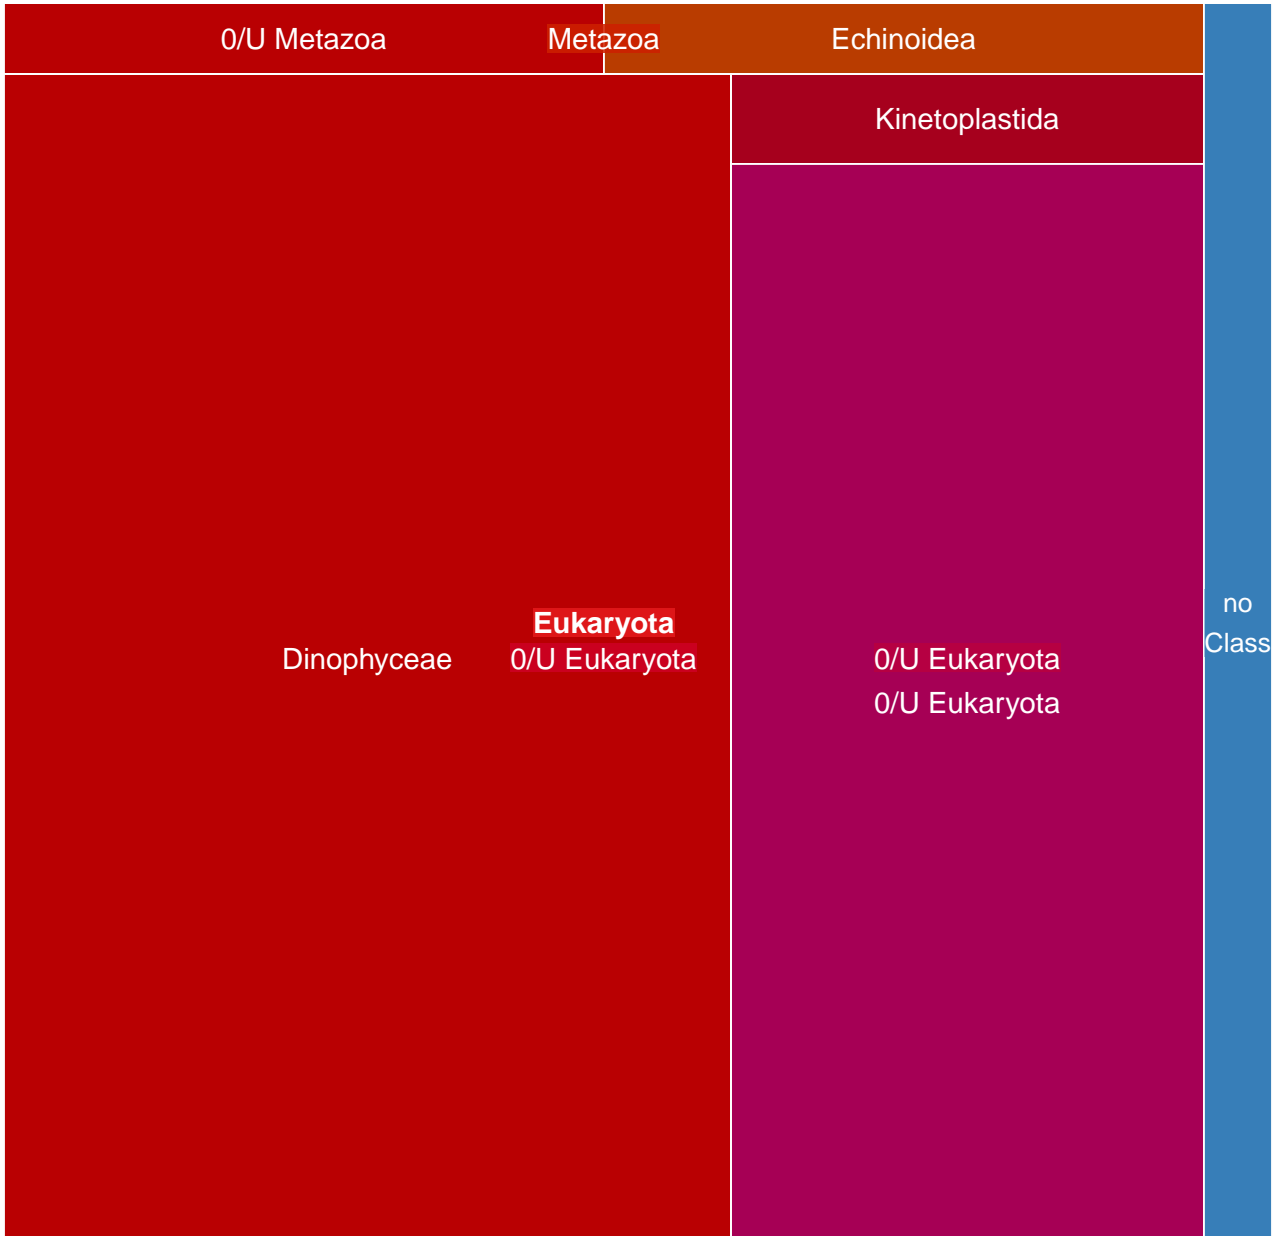 0/U Metazoa
Metazoa
Echinoidea
Kinetoplastida
Eukaryota
Dinophyceae
0/U Eukaryota
0/U Eukaryota
0/U Eukaryota
no
Class